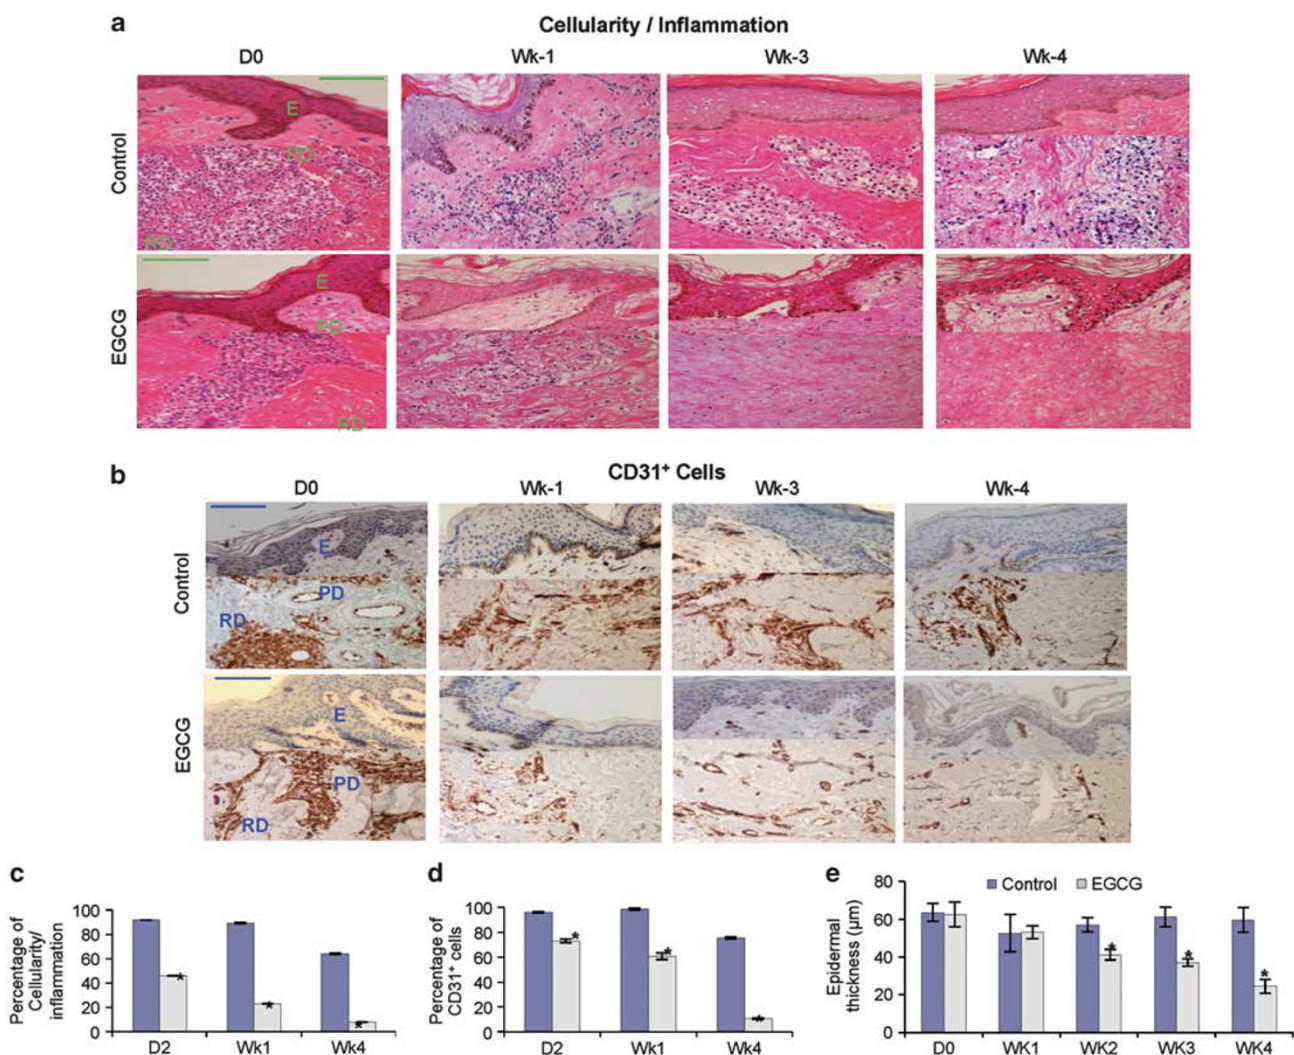 a
Cellularity / Inflammation
D0
Wk-1
Wk-3
Wk-4
Control
E
PD
RD
EGCG
E
PD
RD
b
CD31⁺ Cells
D0
Wk-1
Wk-3
Wk-4
Control
E
PD
RD
EGCG
E
PD
RD
c
Percentage of
Cellularity/
inflammation
100
80
60
40
20
0
*
*
*
D2
Wk1
Wk4
d
Percentage of
CD31⁺ cells
100
80
60
40
20
0
*
*
*
D2
Wk1
Wk4
e
Control
EGCG
Epidermal
thickness (µm)
80
60
40
20
0
*
*
*
D0
WK1
WK2
WK3
WK4